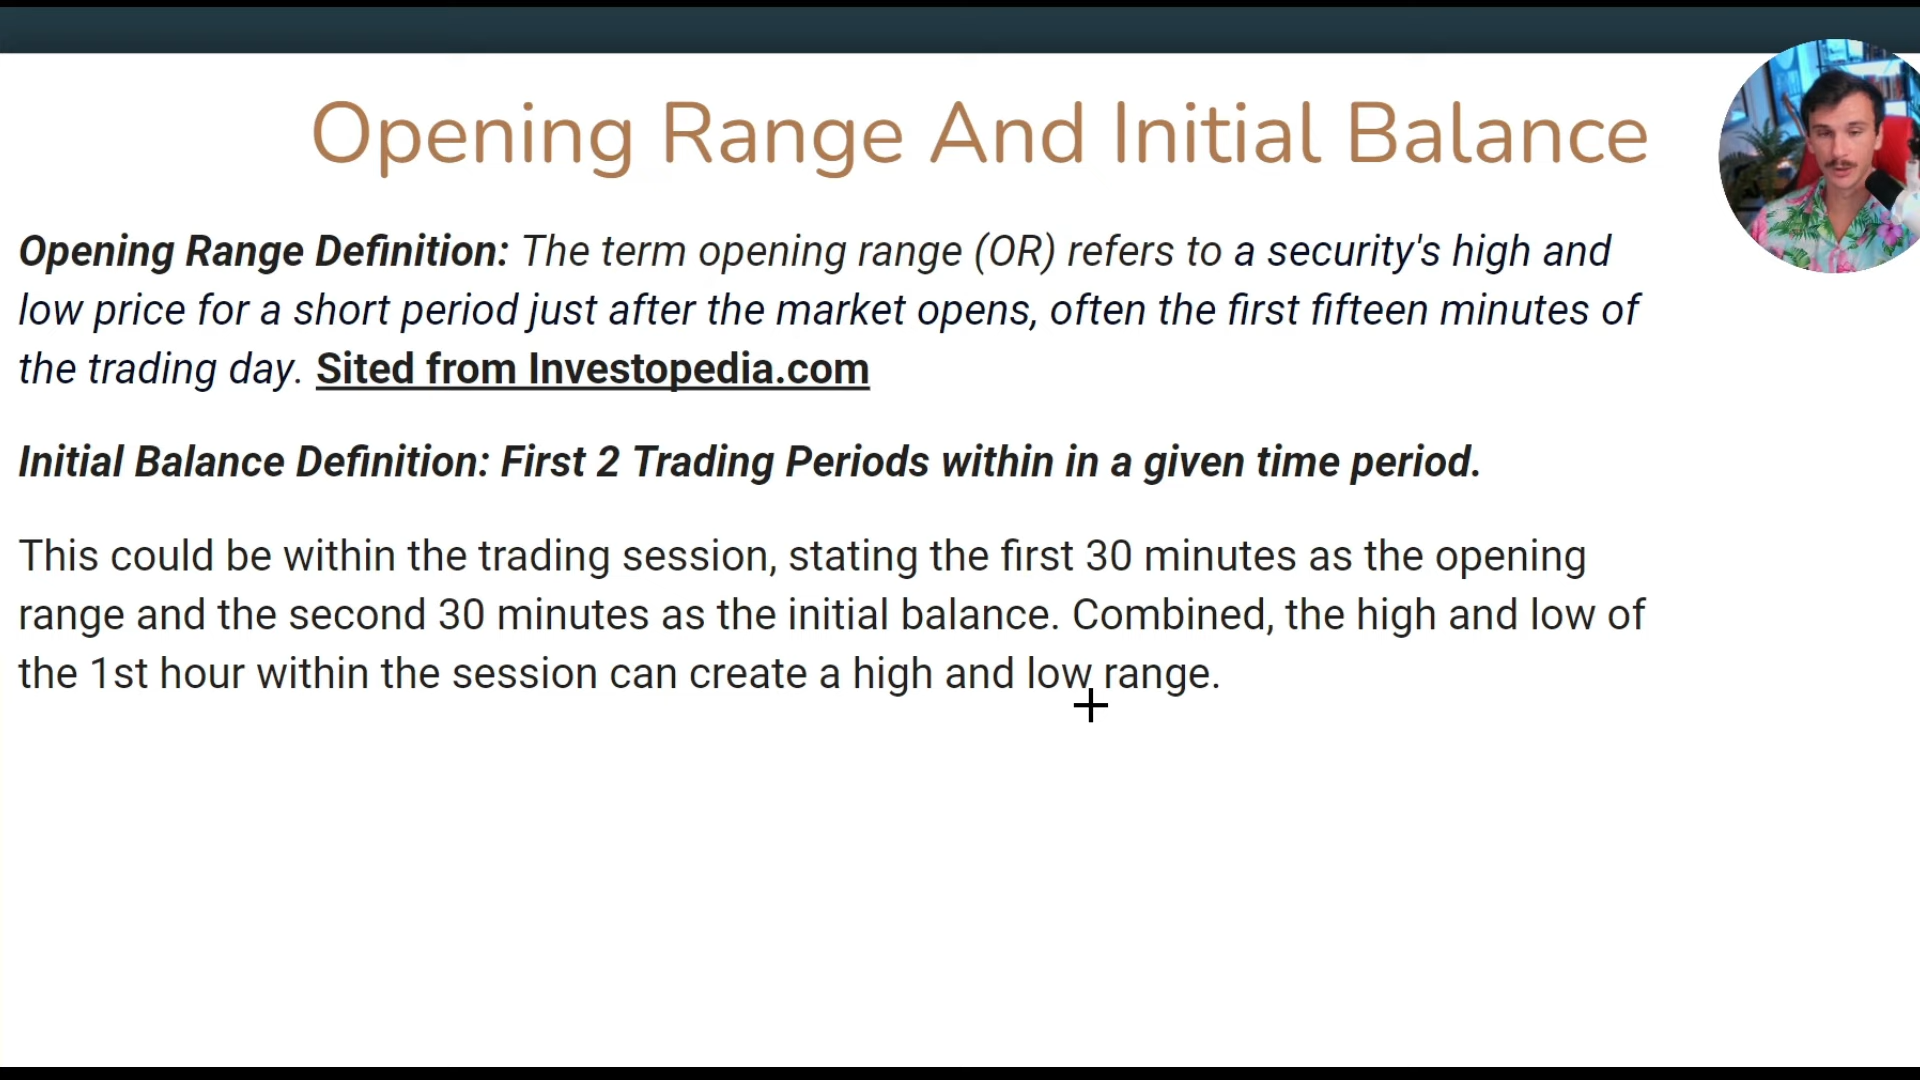 Opening Range And Initial Balance
Opening Range Definition: The term opening range (OR) refers to a security's high and
low price for a short period just after the market opens, often the first fifteen minutes of
the trading day. Sited from Investopedia.com
Initial Balance Definition: First 2 Trading Periods within in a given time period.
This could be within the trading session, stating the first 30 minutes as the opening
range and the second 30 minutes as the initial balance. Combined, the high and low of
the 1st hour within the session can create a high and low range.